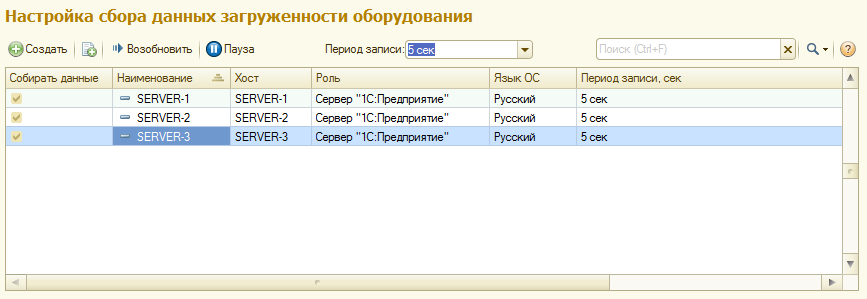 Настройка сбора данных загруженности оборудования
Создать Возобновить Пауза Период записи: 5 сек Поиск (Ctrl+F)
Собирать данные Наименование Хост Роль Язык ОС Период записи, сек
SERVER-1 SERVER-1 Сервер "1С:Предприятие" Русский 5 сек
SERVER-2 SERVER-2 Сервер "1С:Предприятие" Русский 5 сек
SERVER-3 SERVER-3 Сервер "1С:Предприятие" Русский 5 сек